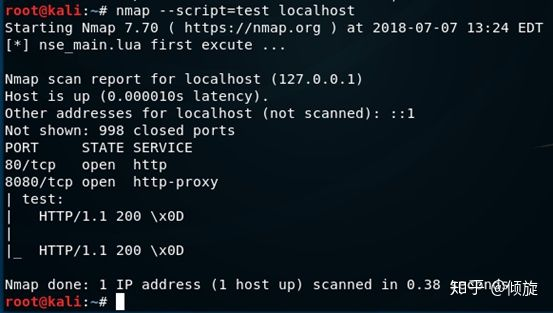 root@kali:~# nmap --script=test localhost
Starting Nmap 7.70 ( https://nmap.org ) at 2018-07-07 13:24 EDT
[*] nse_main.lua first excute ...
Nmap scan report for localhost (127.0.0.1)
Host is up (0.000010s latency).
Other addresses for localhost (not scanned): ::1
Not shown: 998 closed ports
PORT     STATE SERVICE
80/tcp   open  http
8080/tcp open  http-proxy
| test:
|   HTTP/1.1 200 \x0D
|
|_  HTTP/1.1 200 \x0D
Nmap done: 1 IP address (1 host up) scanned in 0.38 seconds
root@kali:~#
知乎 @倾旋